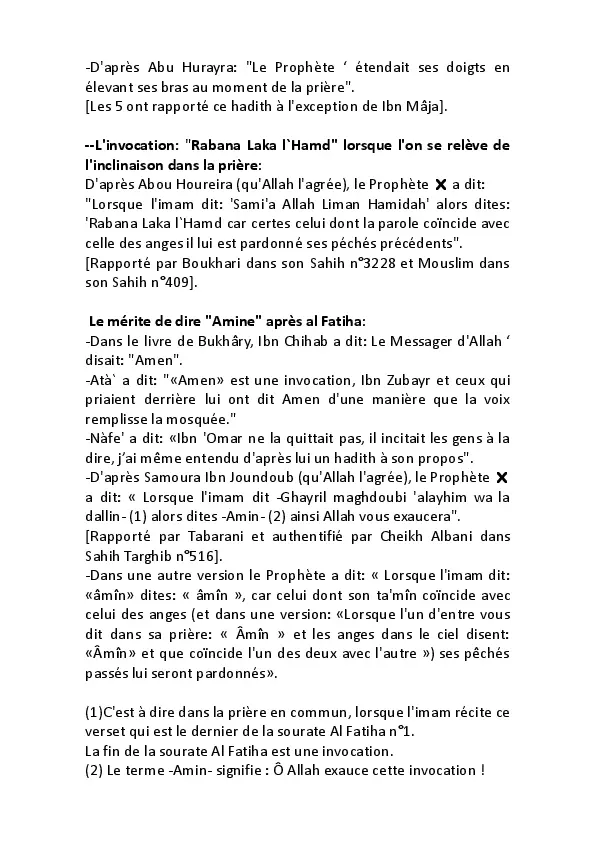 -D'après Abu Hurayra: "Le Prophète ‘ étendait ses doigts en
élevant ses bras au moment de la prière".
[Les 5 ont rapporté ce hadith à l'exception de Ibn Mâja].
--L'invocation: "Rabana Laka l`Hamd" lorsque l'on se relève de
l'inclinaison dans la prière:
D'après Abou Houreira (qu'Allah l'agrée), le Prophète ❌ a dit:
"Lorsque l'imam dit: 'Sami'a Allah Liman Hamidah' alors dites:
'Rabana Laka l`Hamd car certes celui dont la parole coïncide avec
celle des anges il lui est pardonné ses péchés précédents".
[Rapporté par Boukhari dans son Sahih n°3228 et Mouslim dans
son Sahih n°409].
Le mérite de dire "Amine" après al Fatiha:
-Dans le livre de Bukhâry, Ibn Chihab a dit: Le Messager d'Allah ‘
disait: "Amen".
-Atà` a dit: "«Amen» est une invocation, Ibn Zubayr et ceux qui
priaient derrière lui ont dit Amen d'une manière que la voix
remplisse la mosquée."
-Nàfe' a dit: «Ibn 'Omar ne la quittait pas, il incitait les gens à la
dire, j’ai même entendu d'après lui un hadith à son propos".
-D'après Samoura Ibn Joundoub (qu'Allah l'agrée), le Prophète ❌
a dit: « Lorsque l'imam dit -Ghayril maghdoubi 'alayhim wa la
dallin- (1) alors dites -Amin- (2) ainsi Allah vous exaucera".
[Rapporté par Tabarani et authentifié par Cheikh Albani dans
Sahih Targhib n°516].
-Dans une autre version le Prophète a dit: « Lorsque l'imam dit:
«âmîn» dites: « âmîn », car celui dont son ta'mîn coïncide avec
celui des anges (et dans une version: «Lorsque l'un d'entre vous
dit dans sa prière: « Âmîn » et les anges dans le ciel disent:
«Âmîn» et que coïncide l'un des deux avec l'autre ») ses pêchés
passés lui seront pardonnés».
(1)C'est à dire dans la prière en commun, lorsque l'imam récite ce
verset qui est le dernier de la sourate Al Fatiha n°1.
La fin de la sourate Al Fatiha est une invocation.
(2) Le terme -Amin- signifie : Ô Allah exauce cette invocation !